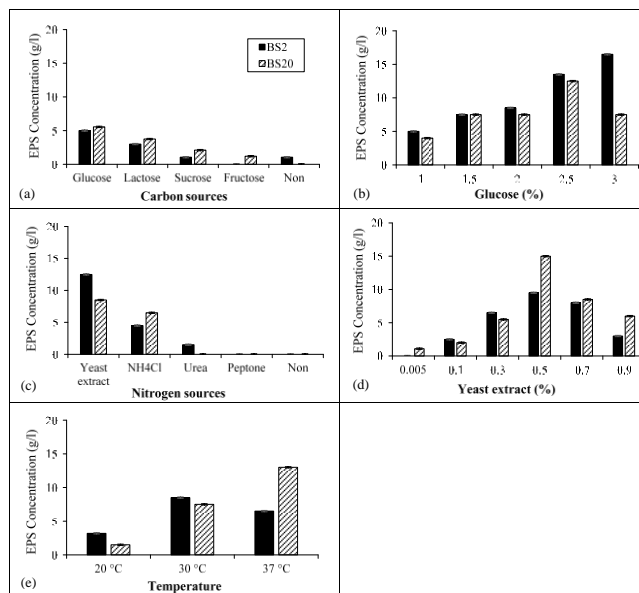 EPS Concentration (g/l)
20
15
10
5
0
BS2
BS20
Glucose Lactose Sucrose Fructose Non
(a) Carbon sources
EPS Concentration (g/l)
20
15
10
5
0
1 1.5 2 2.5 3
(b) Glucose (%)
EPS Concentration (g/l)
20
15
10
5
0
Yeast extract NH4Cl Urea Peptone Non
(c) Nitrogen sources
EPS Concentration (g/l)
20
15
10
5
0
0.005 0.1 0.3 0.5 0.7 0.9
(d) Yeast extract (%)
EPS Concentration (g/l)
20
15
10
5
0
20 °C 30 °C 37 °C
(e) Temperature